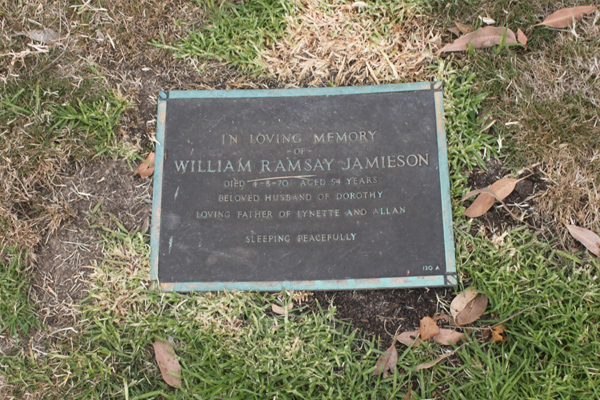 IN LOVING MEMORY
- OF -
WILLIAM RAMSAY JAMIESON
DIED 4-8-70 AGED 54 YEARS
BELOVED HUSBAND OF DOROTHY
LOVING FATHER OF LYNETTE AND ALLAN
SLEEPING PEACEFULLY
120 A